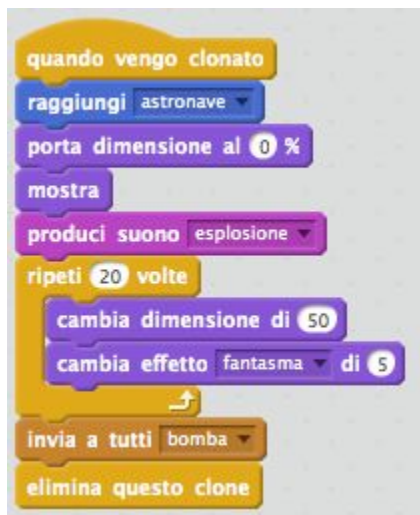 quando vengo clonato
raggiungi astronave
porta dimensione al 0 %
mostra
produci suono esplosione
ripeti 20 volte
cambia dimensione di 50
cambia effetto fantasma di 5
invia a tutti bomba
elimina questo clone